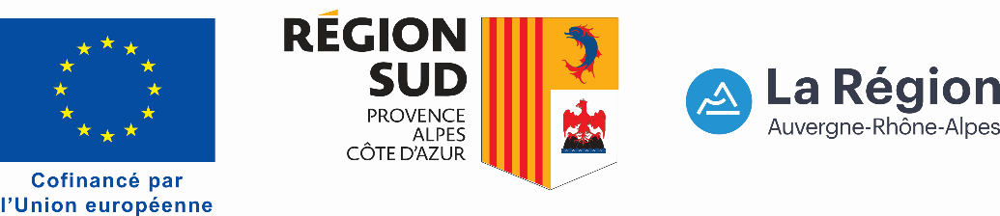 Cofinancé par
l'Union européenne
RÉGION
SUD
PROVENCE
ALPES
CÔTE D'AZUR
La Région
Auvergne-Rhône-Alpes